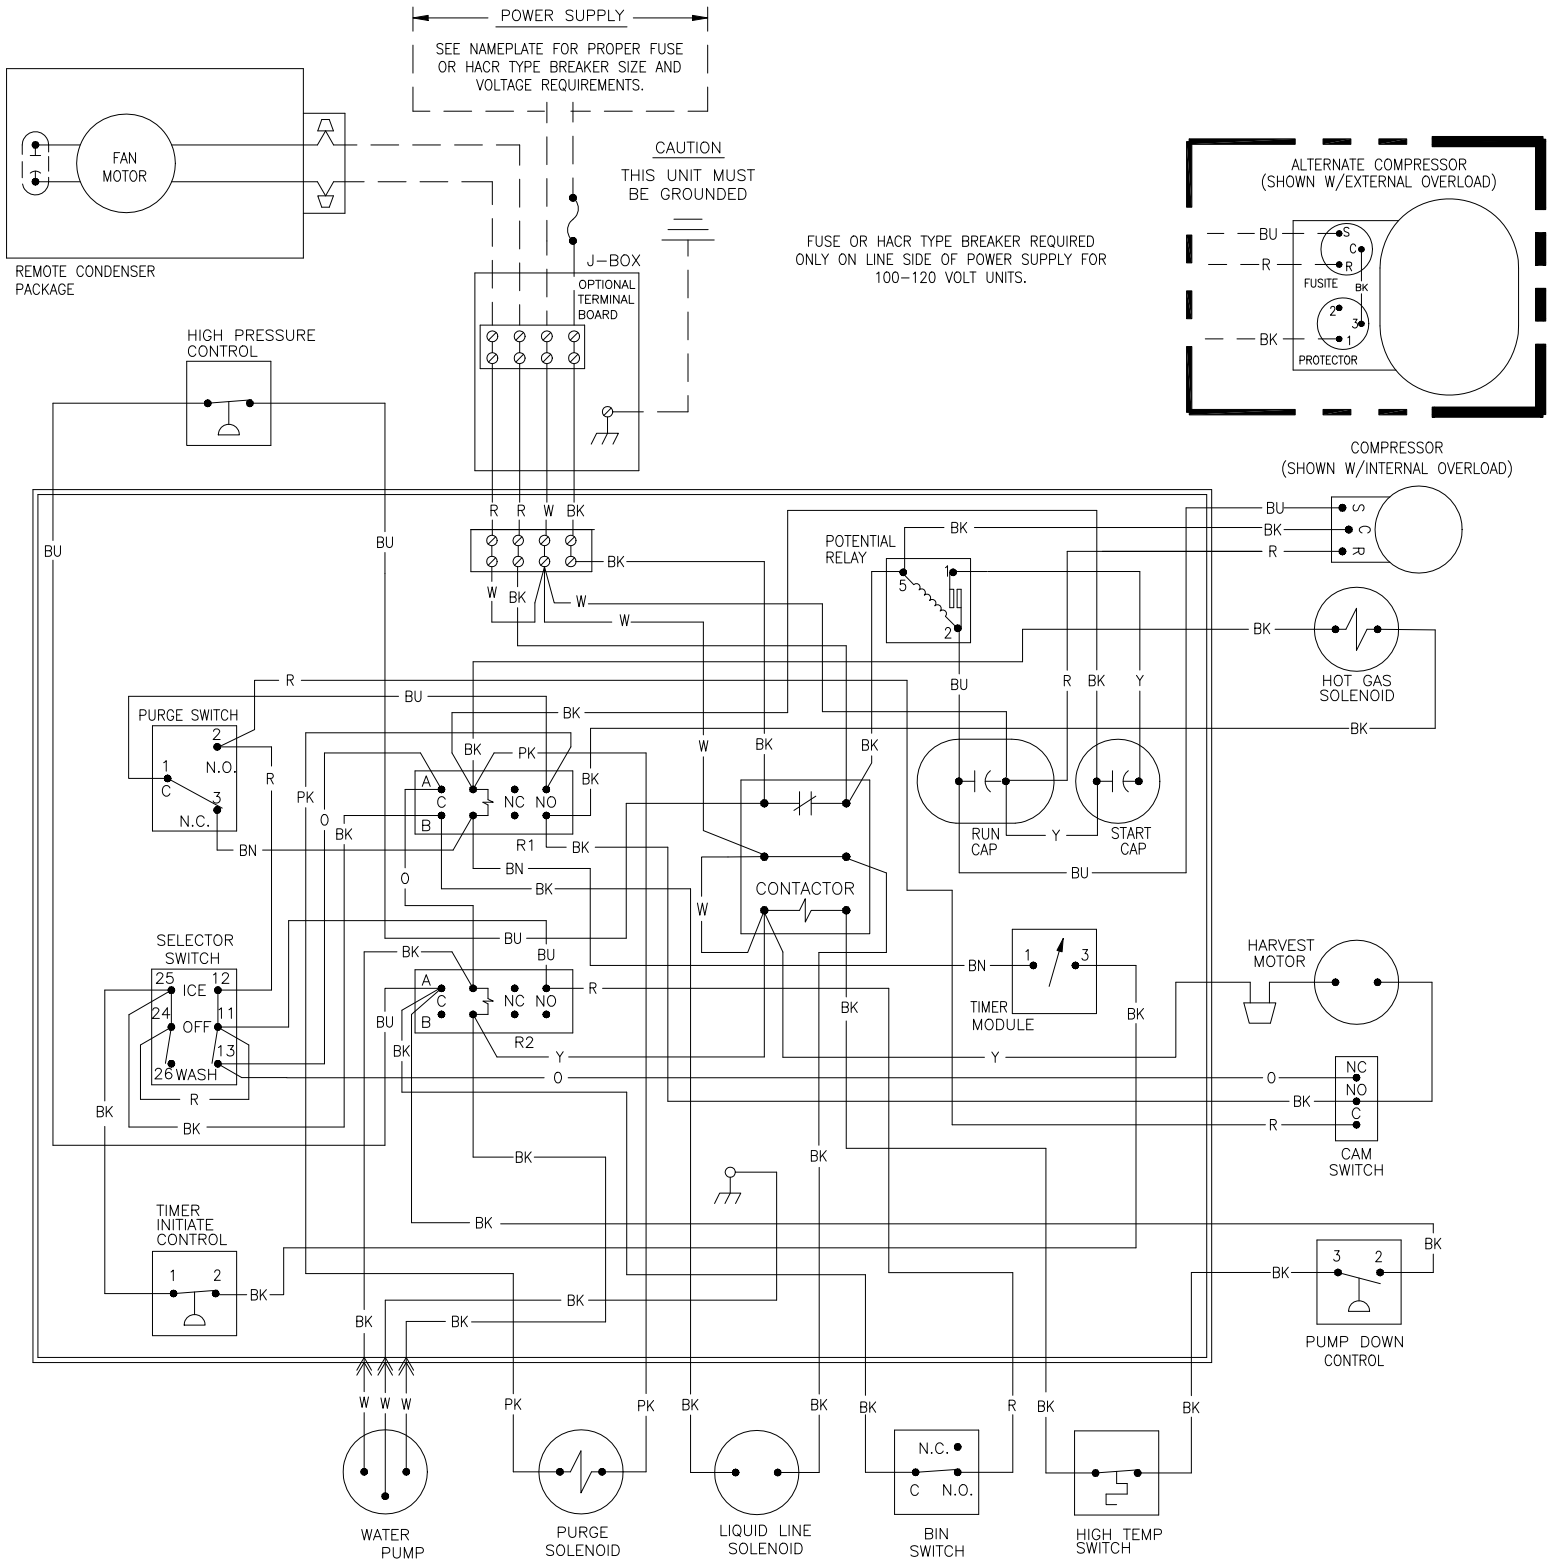 POWER SUPPLY
SEE NAMEPLATE FOR PROPER FUSE
OR HACR TYPE BREAKER SIZE AND
VOLTAGE REQUIREMENTS.
FAN
MOTOR
REMOTE CONDENSER
PACKAGE
CAUTION
THIS UNIT MUST
BE GROUNDED
FUSE OR HACR TYPE BREAKER REQUIRED
ONLY ON LINE SIDE OF POWER SUPPLY FOR
100-120 VOLT UNITS.
ALTERNATE COMPRESSOR
(SHOWN W/EXTERNAL OVERLOAD)
BU
R
BK
S
C
R
FUSITE
BK
2
3
1
PROTECTOR
J-BOX
OPTIONAL
TERMINAL
BOARD
HIGH PRESSURE
CONTROL
COMPRESSOR
(SHOWN W/INTERNAL OVERLOAD)
BU
BK
R
S
C
R
R
R
W
BK
BU
BU
BK
W
BK
W
W
POTENTIAL
RELAY
5
1
2
BK
BK
HOT GAS
SOLENOID
BK
BU
R
BK
Y
R
BU
BK
PURGE SWITCH
2
N.O.
1
C
3
N.C.
R
PK
O
BK
BN
BK
PK
A
C
B
NC
NO
R1
BK
BK
BN
BK
O
W
BK
BK
W
CONTACTOR
RUN
CAP
Y
START
CAP
BU
SELECTOR
SWITCH
25
ICE
12
24
OFF
11
13
26
WASH
R
BK
BK
BK
BU
BU
A
C
B
NC
NO
R2
R
BU
BK
Y
O
BK
BN
1
3
TIMER
MODULE
BK
Y
HARVEST
MOTOR
O
BK
R
NC
NO
C
CAM
SWITCH
BK
BK
BK
TIMER
INITIATE
CONTROL
1
2
BK
BK
BK
BK
BK
BK
3
2
PUMP DOWN
CONTROL
W
W
W
WATER
PUMP
PK
PK
PURGE
SOLENOID
BK
BK
LIQUID LINE
SOLENOID
BK
R
N.C.
C
N.O.
BIN
SWITCH
BK
BK
HIGH TEMP
SWITCH